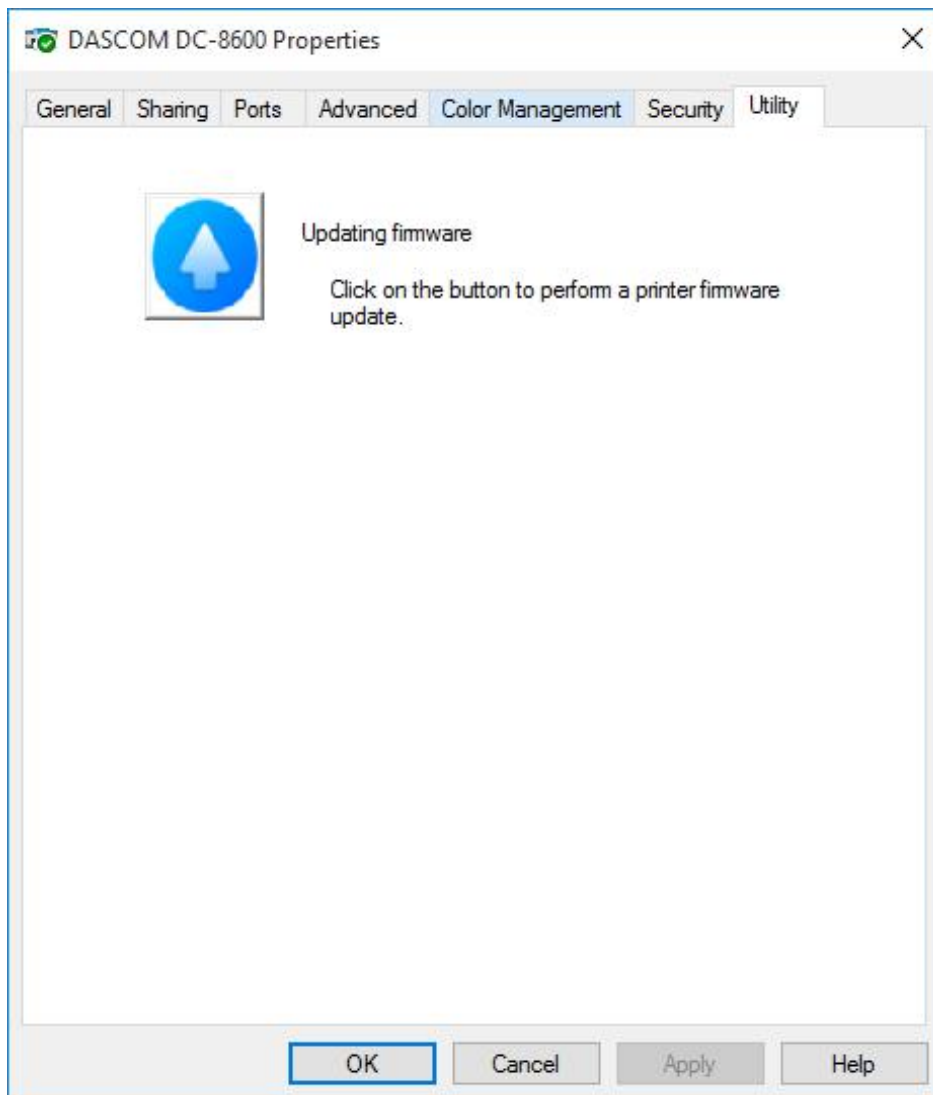 DASCOM DC-8600 Properties
General Sharing Ports Advanced Color Management Security Utility
Updating firmware
Click on the button to perform a printer firmware
update.
OK Cancel Apply Help